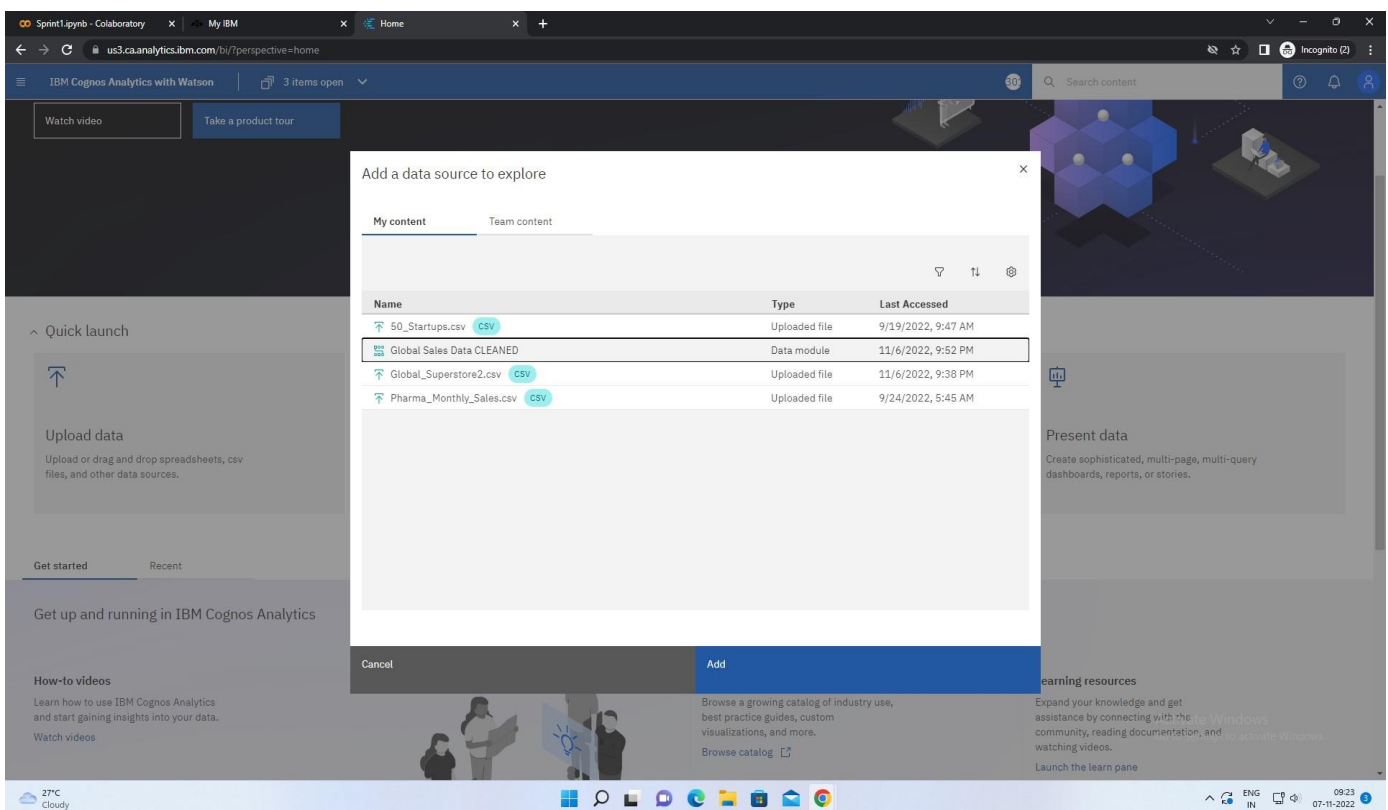 Sprint1.ipynb - Colaboratory
My IBM
Home
us3.ca.analytics.ibm.com/bi/?perspective=home
Incognito (2)
IBM Cognos Analytics with Watson
3 items open
Search content
Watch video
Take a product tour
Add a data source to explore
My content
Team content
Name Type Last Accessed
50_Startups.csv CSV Uploaded file 9/19/2022, 9:47 AM
Global Sales Data CLEANED Data module 11/6/2022, 9:52 PM
Global_Superstore2.csv CSV Uploaded file 11/6/2022, 9:38 PM
Pharma_Monthly_Sales.csv CSV Uploaded file 9/24/2022, 5:45 AM
Cancel
Add
Quick launch
Upload data
Upload or drag and drop spreadsheets, csv
files, and other data sources.
Present data
Create sophisticated, multi-page, multi-query
dashboards, reports, or stories.
Get started
Recent
Get up and running in IBM Cognos Analytics
How-to videos
Learn how to use IBM Cognos Analytics
and start gaining insights into your data.
Watch videos
Browse a growing catalog of industry use,
best practice guides, custom
visualizations, and more.
Browse catalog
earning resources
Expand your knowledge and get
assistance by connecting with the
community, reading documentation, and
watching videos.
Launch the learn pane
27°C
Cloudy
ENG
IN
09:23
07-11-2022
3